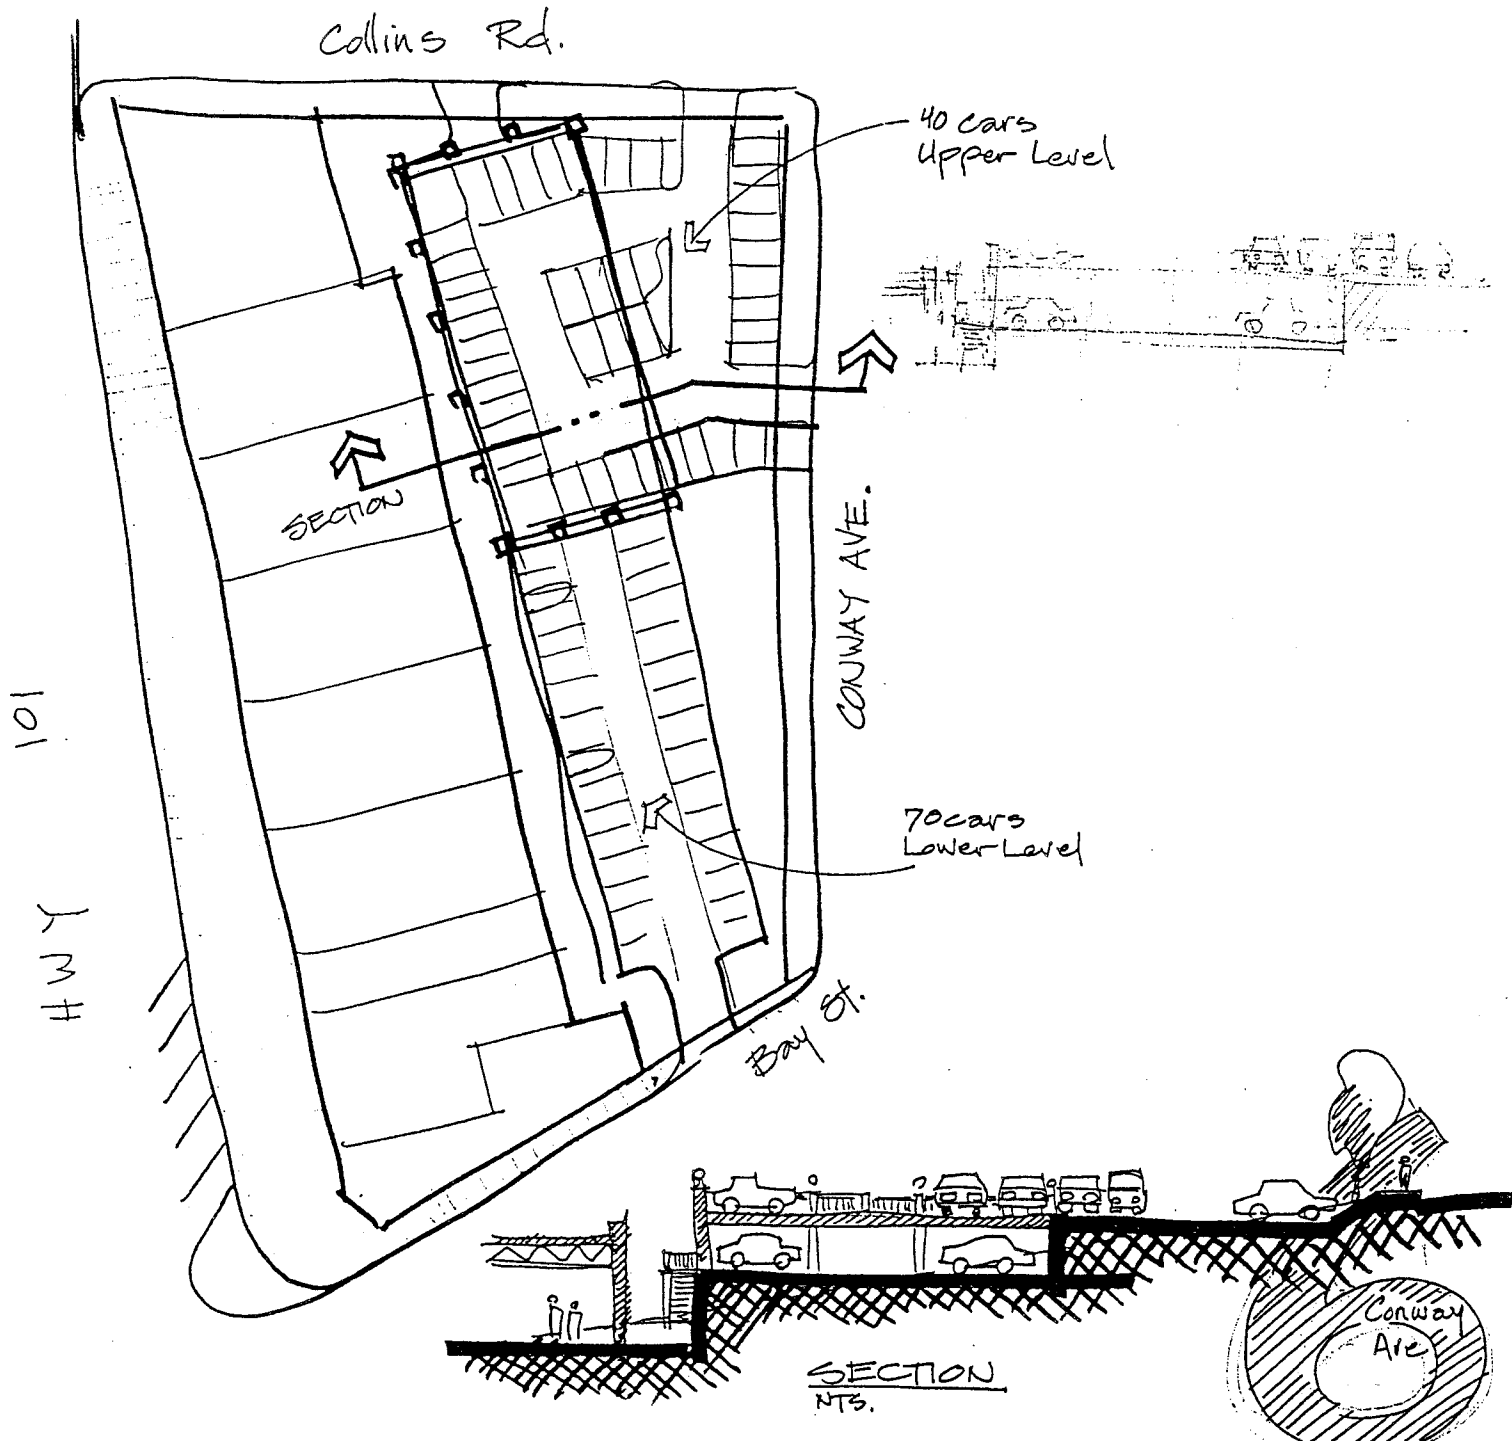 Collins Rd.
40 cars
Upper Level
SECTION
CONWAY AVE.
HWY 101
70 cars
Lower Level
Bay St.
Conway
Ave
SECTION
NTS.